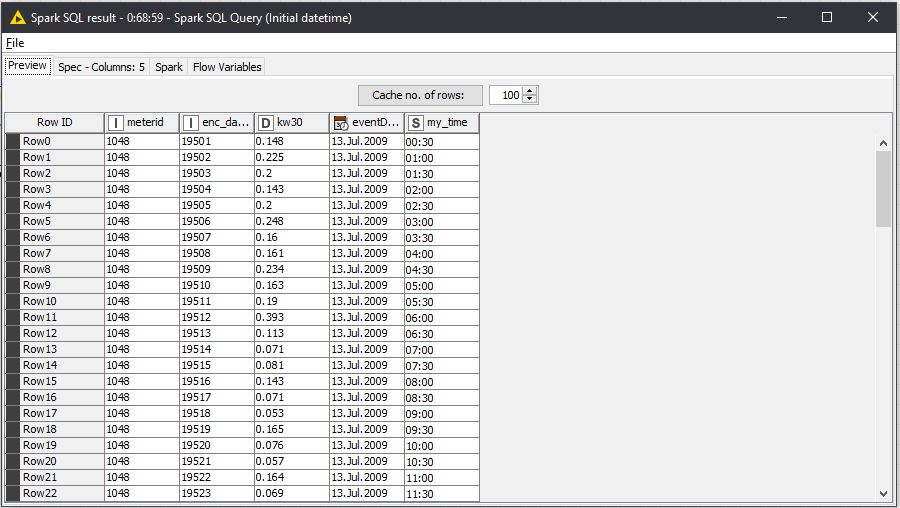 Spark SQL result - 0:68:59 - Spark SQL Query (Initial datetime)
File
Preview Spec - Columns: 5 Spark Flow Variables
Cache no. of rows: 100
Row ID I meterid I enc_da... D kw30 eventD... S my_time
Row0 1048 19501 0.148 13.Jul.2009 00:30
Row1 1048 19502 0.225 13.Jul.2009 01:00
Row2 1048 19503 0.2 13.Jul.2009 01:30
Row3 1048 19504 0.143 13.Jul.2009 02:00
Row4 1048 19505 0.2 13.Jul.2009 02:30
Row5 1048 19506 0.248 13.Jul.2009 03:00
Row6 1048 19507 0.16 13.Jul.2009 03:30
Row7 1048 19508 0.161 13.Jul.2009 04:00
Row8 1048 19509 0.234 13.Jul.2009 04:30
Row9 1048 19510 0.163 13.Jul.2009 05:00
Row10 1048 19511 0.19 13.Jul.2009 05:30
Row11 1048 19512 0.393 13.Jul.2009 06:00
Row12 1048 19513 0.113 13.Jul.2009 06:30
Row13 1048 19514 0.071 13.Jul.2009 07:00
Row14 1048 19515 0.081 13.Jul.2009 07:30
Row15 1048 19516 0.143 13.Jul.2009 08:00
Row16 1048 19517 0.071 13.Jul.2009 08:30
Row17 1048 19518 0.053 13.Jul.2009 09:00
Row18 1048 19519 0.165 13.Jul.2009 09:30
Row19 1048 19520 0.076 13.Jul.2009 10:00
Row20 1048 19521 0.057 13.Jul.2009 10:30
Row21 1048 19522 0.164 13.Jul.2009 11:00
Row22 1048 19523 0.069 13.Jul.2009 11:30